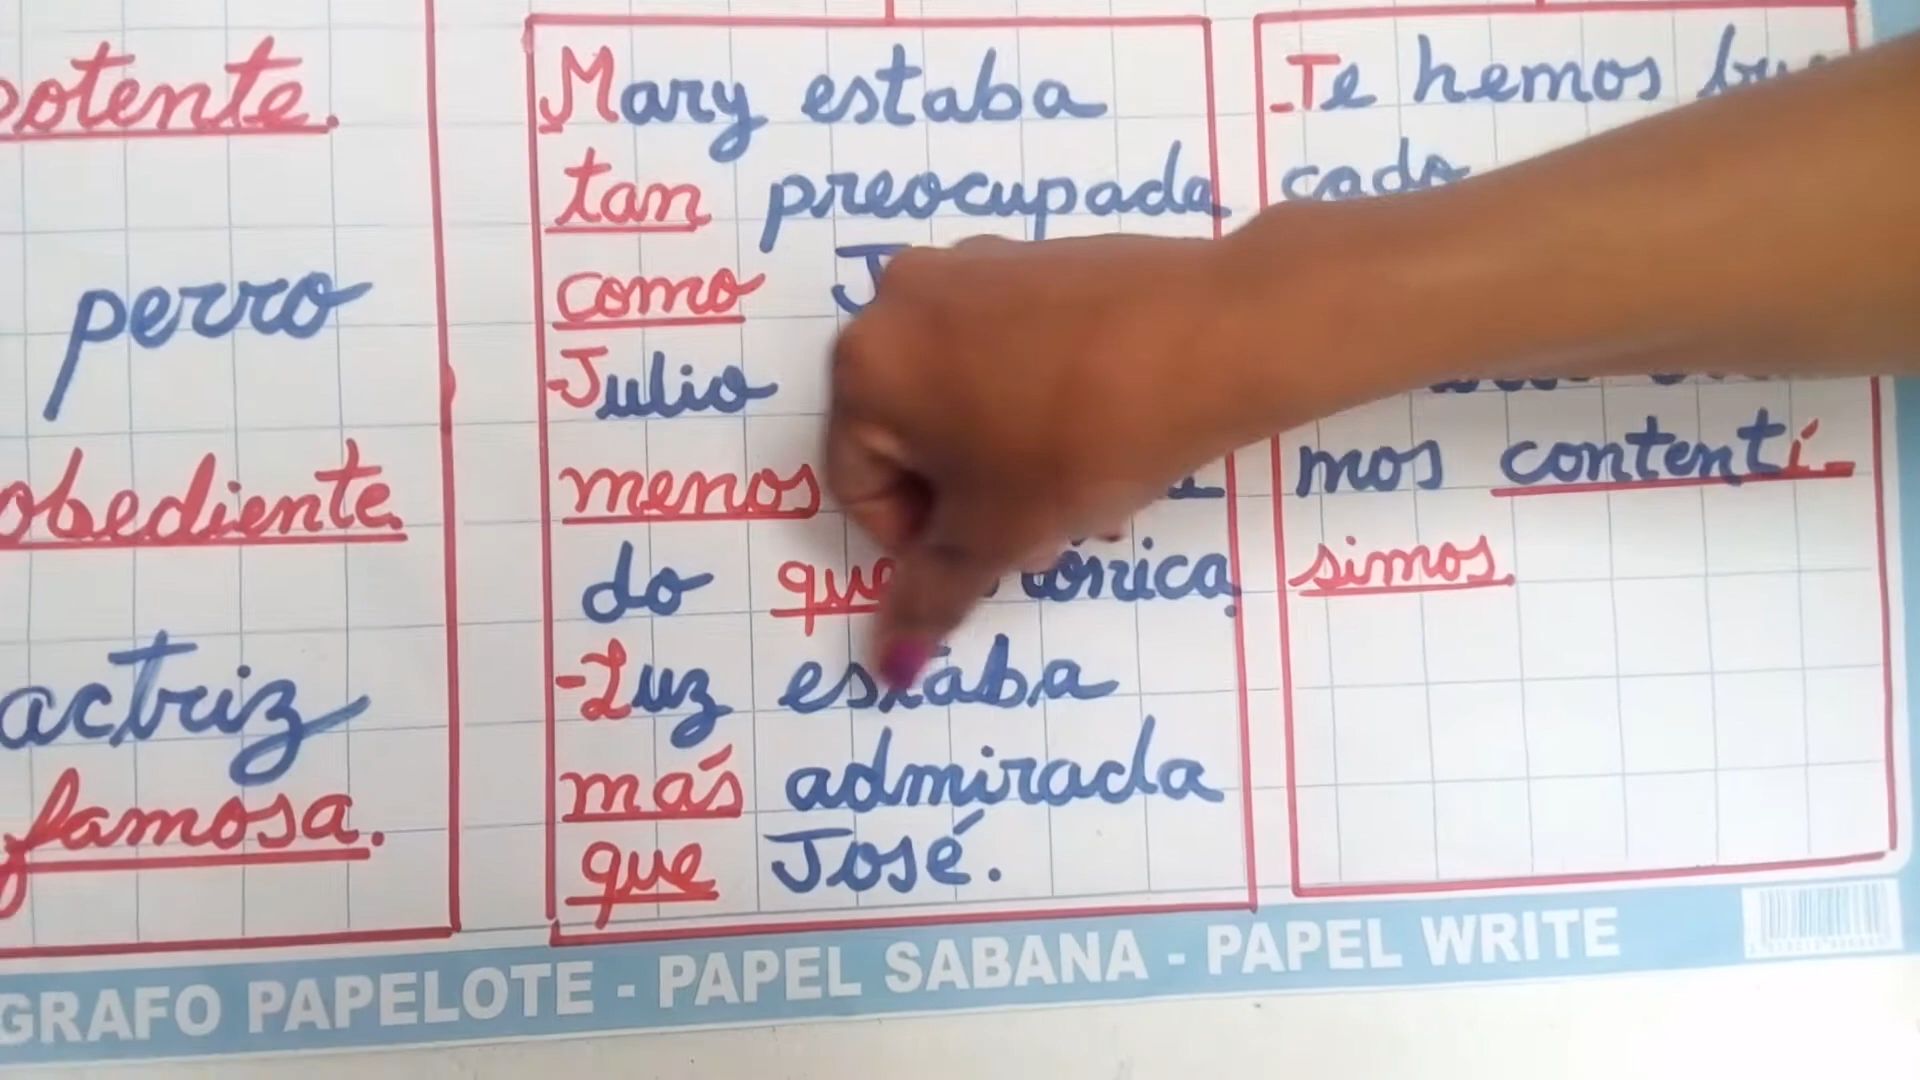 potente.
perro
obediente.
actriz
famosa.
Mary estaba
tan preocupada
como
-Julio
menos
do que
-Luz estaba
más admirada
que José.
-Te hemos
cado
mos contentí-
simos.
GRAFO PAPELOTE - PAPEL SABANA - PAPEL WRITE